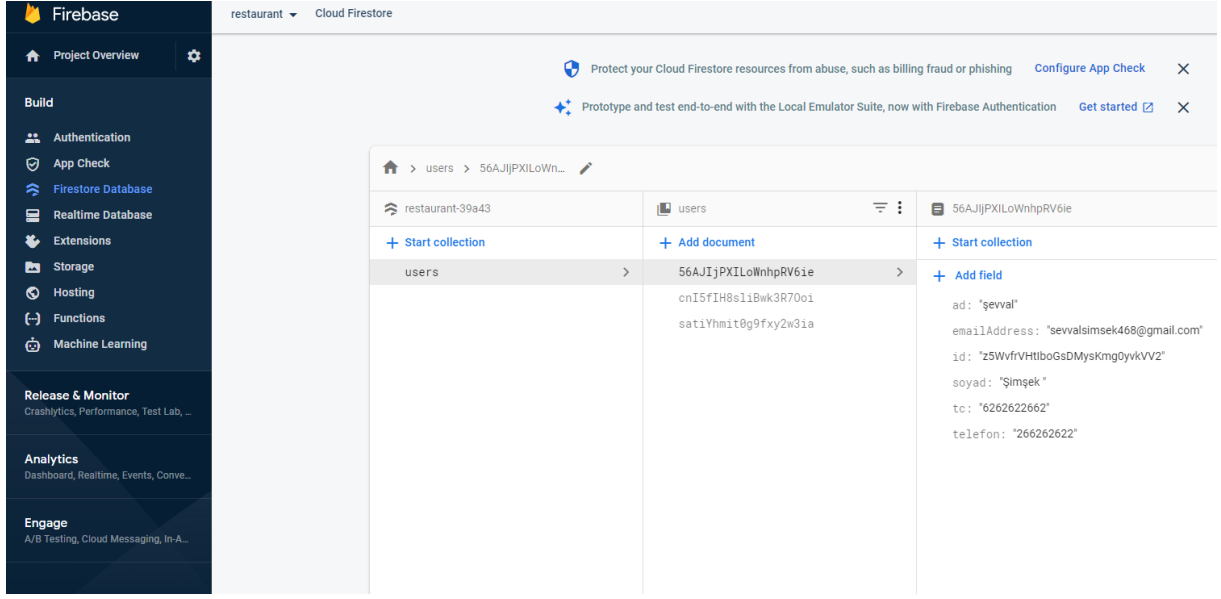 Firebase
restaurant
Cloud Firestore
Project Overview
Protect your Cloud Firestore resources from abuse, such as billing fraud or phishing
Configure App Check
Prototype and test end-to-end with the Local Emulator Suite, now with Firebase Authentication
Get started
Build
Authentication
App Check
Firestore Database
Realtime Database
Extensions
Storage
Hosting
Functions
Machine Learning
Release & Monitor
Crashlytics, Performance, Test Lab, ...
Analytics
Dashboard, Realtime, Events, Conve...
Engage
A/B Testing, Cloud Messaging, In-A...
users > 56AJIjPXILoWn...
restaurant-39a43
Start collection
users
users
Add document
56AJIjPXILoWnhpRV6ie
cnI5fIH8sliBwk3R7Ooi
satiYhmit0g9fxy2w3ia
56AJIjPXILoWnhpRV6ie
Start collection
Add field
ad: "şevval"
emailAddress: "sevvalsimsek468@gmail.com"
id: "z5WvfrVHtIboGsDMysKmg0yvkVV2"
soyad: "Şimşek "
tc: "6262622662"
telefon: "266262622"